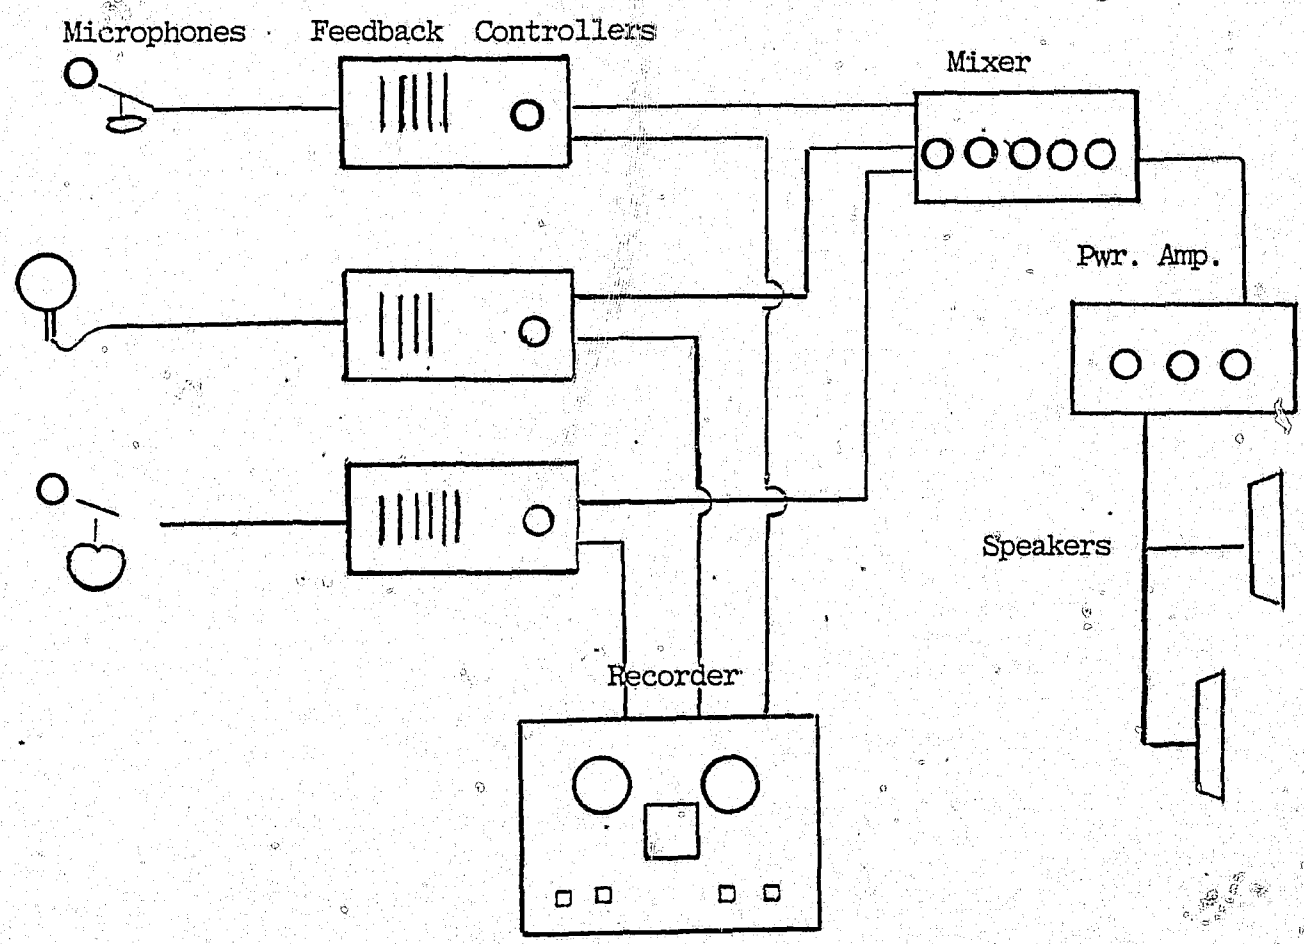 Microphones Feedback Controllers
Mixer
Pwr. Amp.
Speakers
Recorder